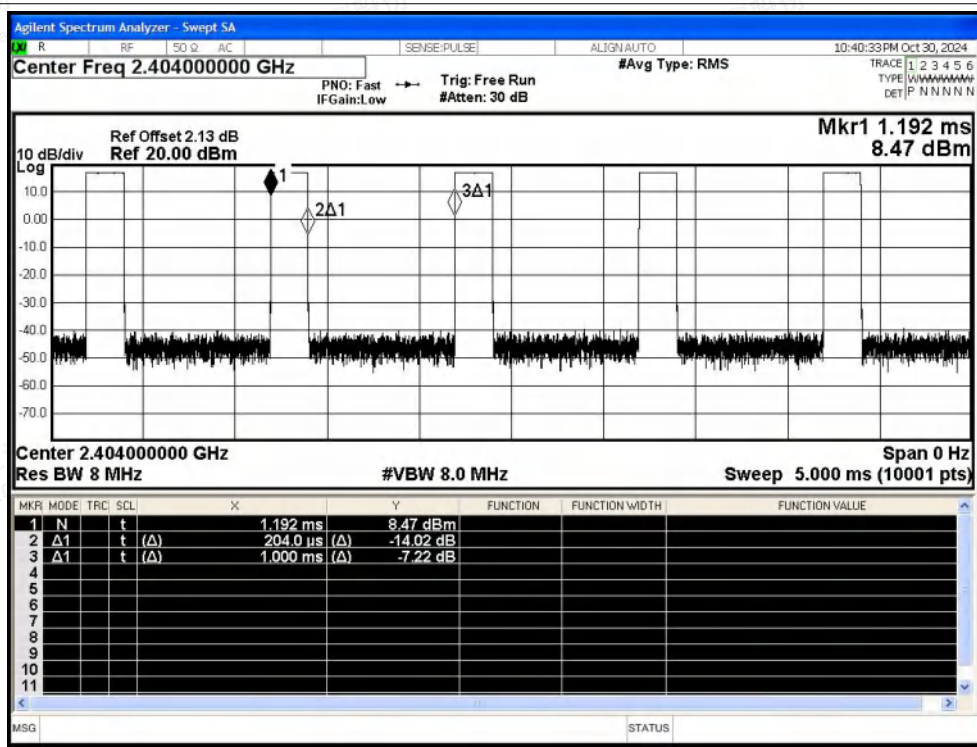 Agilent Spectrum Analyzer - Swept SA
LXI R RF 50 Ω AC SENSE:PULSE ALIGNAUTO 10:40:33PM Oct 30, 2024
Center Freq 2.404000000 GHz #Avg Type: RMS TRACE 1 2 3 4 5 6
PNO: Fast Trig: Free Run TYPE WWWWWW
IFGain:Low #Atten: 30 dB DET P N N N N N
Mkr1 1.192 ms
Ref Offset 2.13 dB
10 dB/div Ref 20.00 dBm 8.47 dBm
Log
1
10.0
3Δ1
2Δ1
0.00
-10.0
-20.0
-30.0
-40.0
-50.0
-60.0
-70.0
Center 2.404000000 GHz Span 0 Hz
Res BW 8 MHz #VBW 8.0 MHz Sweep 5.000 ms (10001 pts)
MKR MODE TRC SCL X Y FUNCTION FUNCTION WIDTH FUNCTION VALUE
1 N t 1.192 ms 8.47 dBm
2 Δ1 t (Δ) 204.0 µs (Δ) -14.02 dB
3 Δ1 t (Δ) 1.000 ms (Δ) -7.22 dB
4
5
6
7
8
9
10
11
MSG STATUS